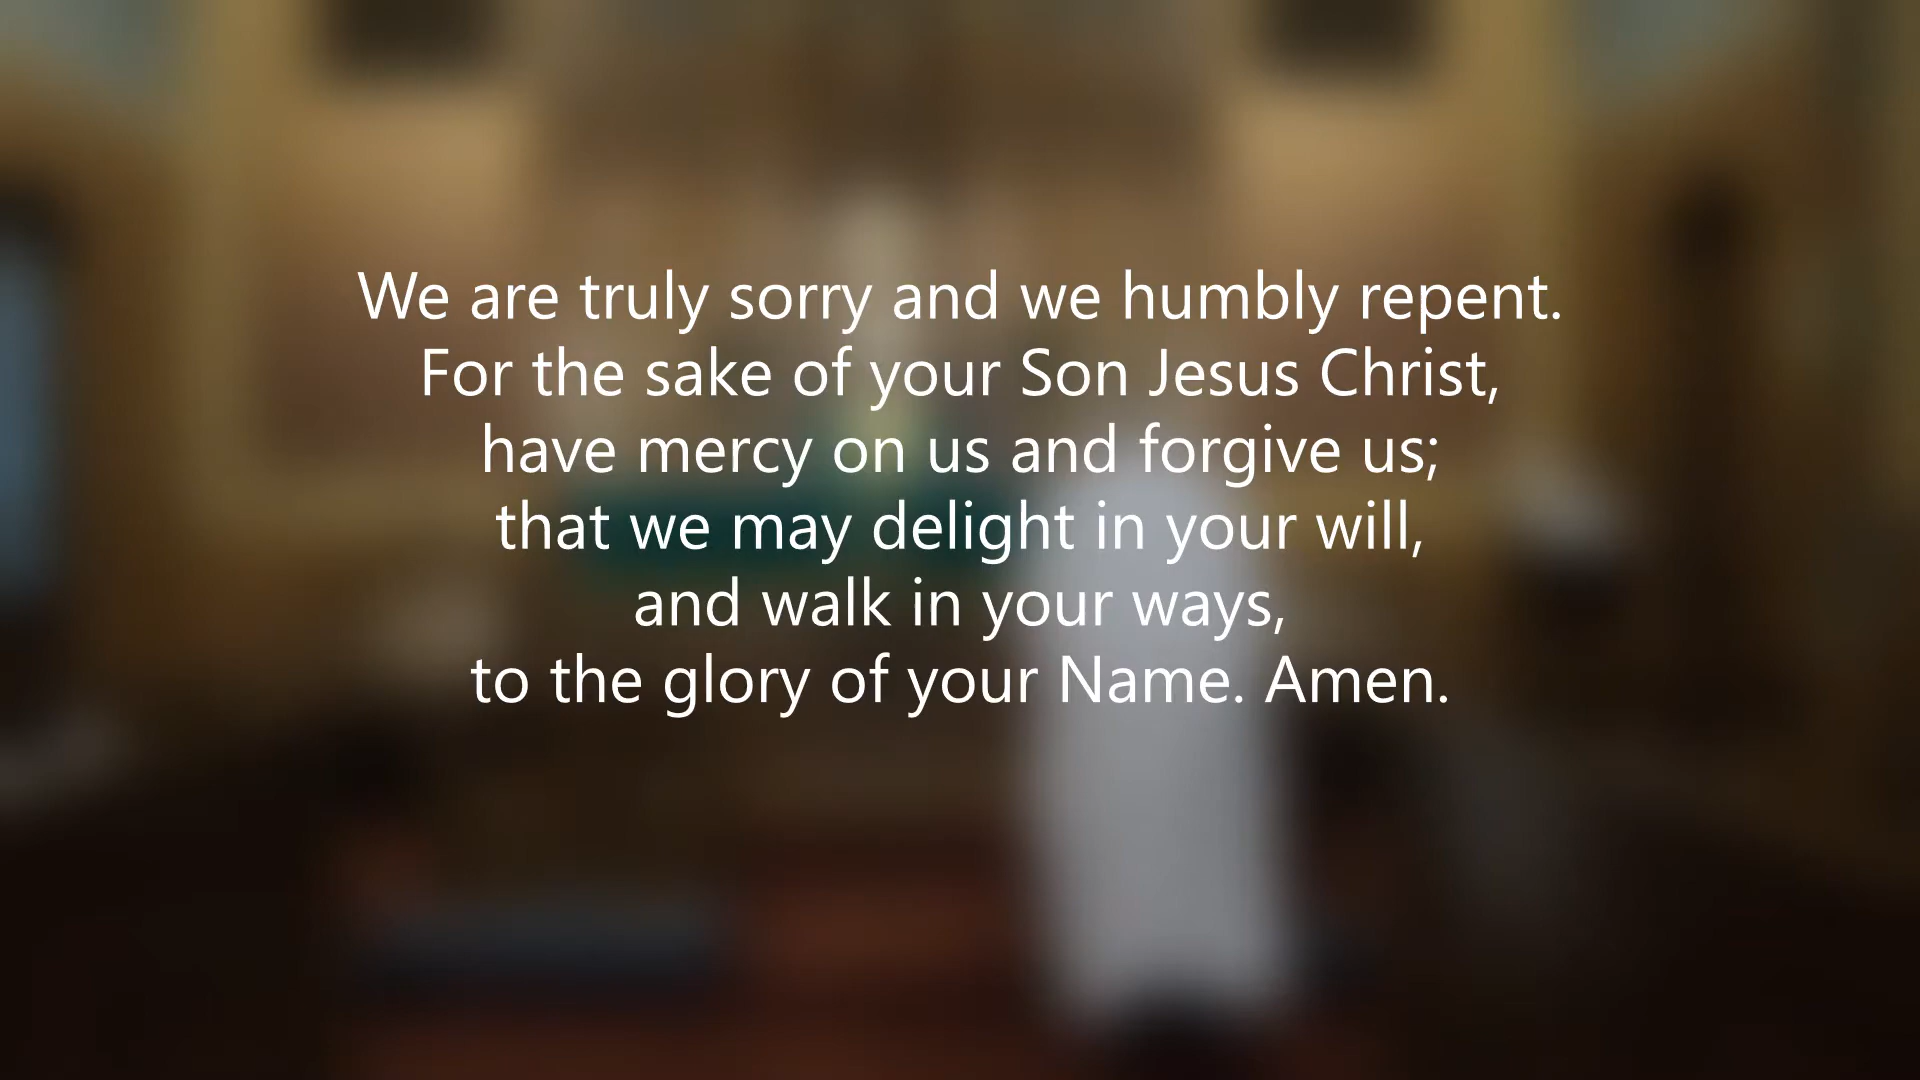 We are truly sorry and we humbly repent.
For the sake of your Son Jesus Christ,
have mercy on us and forgive us;
that we may delight in your will,
and walk in your ways,
to the glory of your Name. Amen.